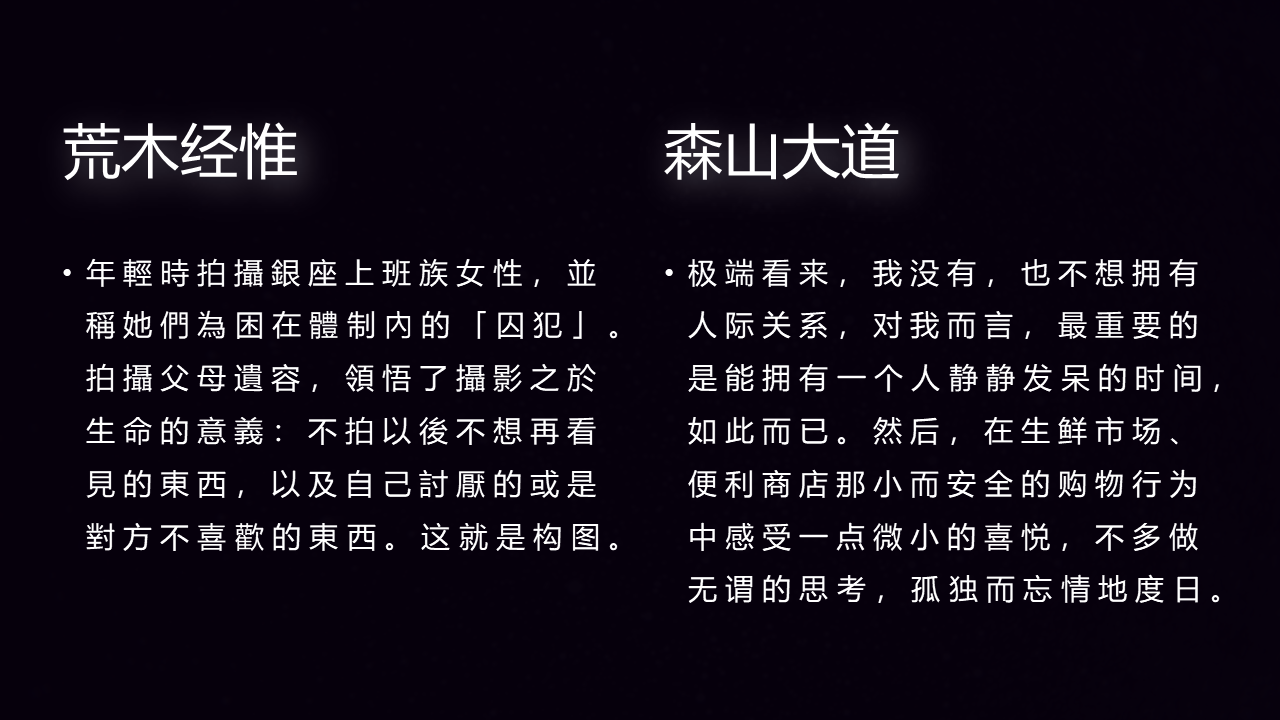 荒木经惟
• 年輕時拍攝銀座上班族女性，並
稱她們為困在體制內的「囚犯」。
拍攝父母遺容，領悟了攝影之於
生命的意義：不拍以後不想再看
見的東西，以及自己討厭的或是
對方不喜歡的東西。这就是构图。
森山大道
• 极端看来，我没有，也不想拥有
人际关系，对我而言，最重要的
是能拥有一个人静静发呆的时间，
如此而已。然后，在生鲜市场、
便利商店那小而安全的购物行为
中感受一点微小的喜悦，不多做
无谓的思考，孤独而忘情地度日。